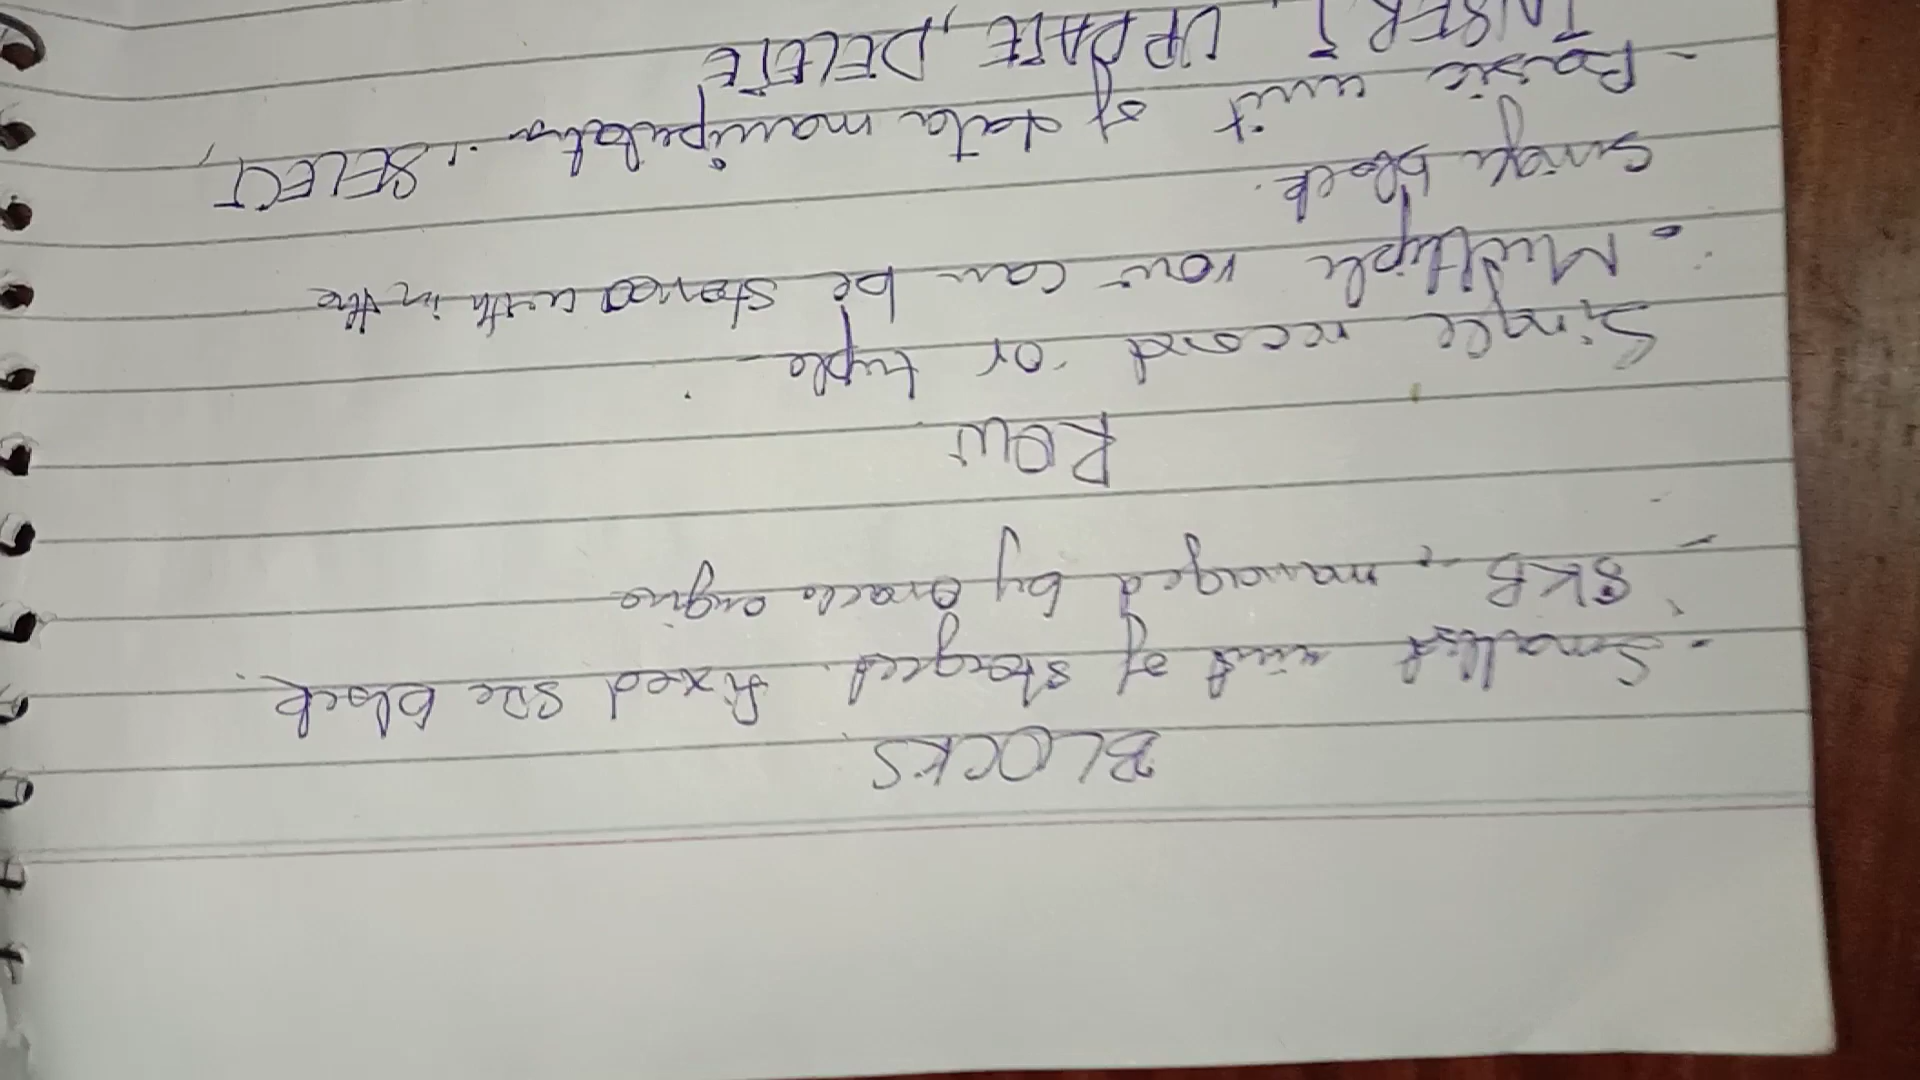 BLOCKS
- Smallest unit of storged. fixed size block.
8KB - managed by oracle engine
ROW
Single record or tuple
• Multiple row can be stored with in the
Single block.
- Basic unit of data manipulation : SELECT,
INSERT, UPDATE, DELETE